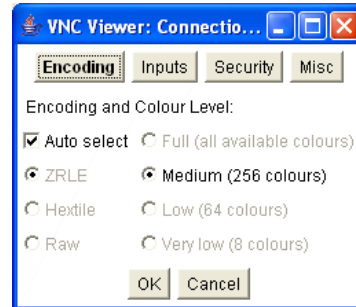 VNC Viewer: Connectio...
Encoding Inputs Security Misc
Encoding and Colour Level:
Auto select Full (all available colours)
ZRLE Medium (256 colours)
Hextile Low (64 colours)
Raw Very low (8 colours)
OK Cancel